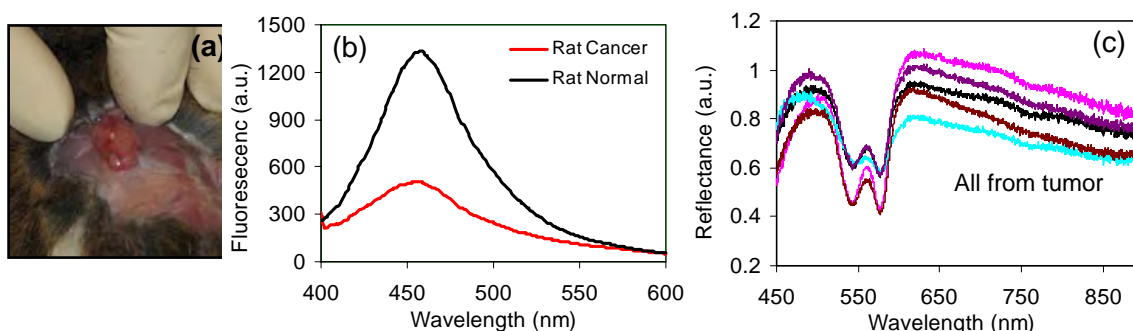 (a)
(b)
Rat Cancer
Rat Normal
Fluorescenc (a.u.)
1500
1200
900
600
300
0
400 450 500 550 600
Wavelength (nm)
(c)
Reflectance (a.u.)
1.2
1
0.8
0.6
0.4
0.2
All from tumor
450 550 650 750 850
Wavelength (nm)